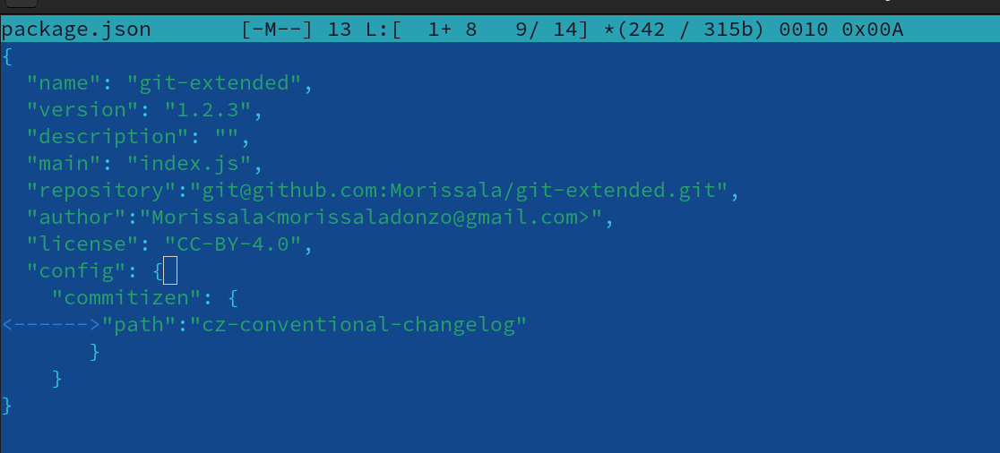 package.json       [-M--] 13 L:[  1+ 8   9/ 14] *(242 / 315b) 0010 0x00A
{
  "name": "git-extended",
  "version": "1.2.3",
  "description": "",
  "main": "index.js",
  "repository":"git@github.com:Morissala/git-extended.git",
  "author":"Morissala<morissaladonzo@gmail.com>",
  "license": "CC-BY-4.0",
  "config": {
    "commitizen": {
<------>"path":"cz-conventional-changelog"
       }
    }
}